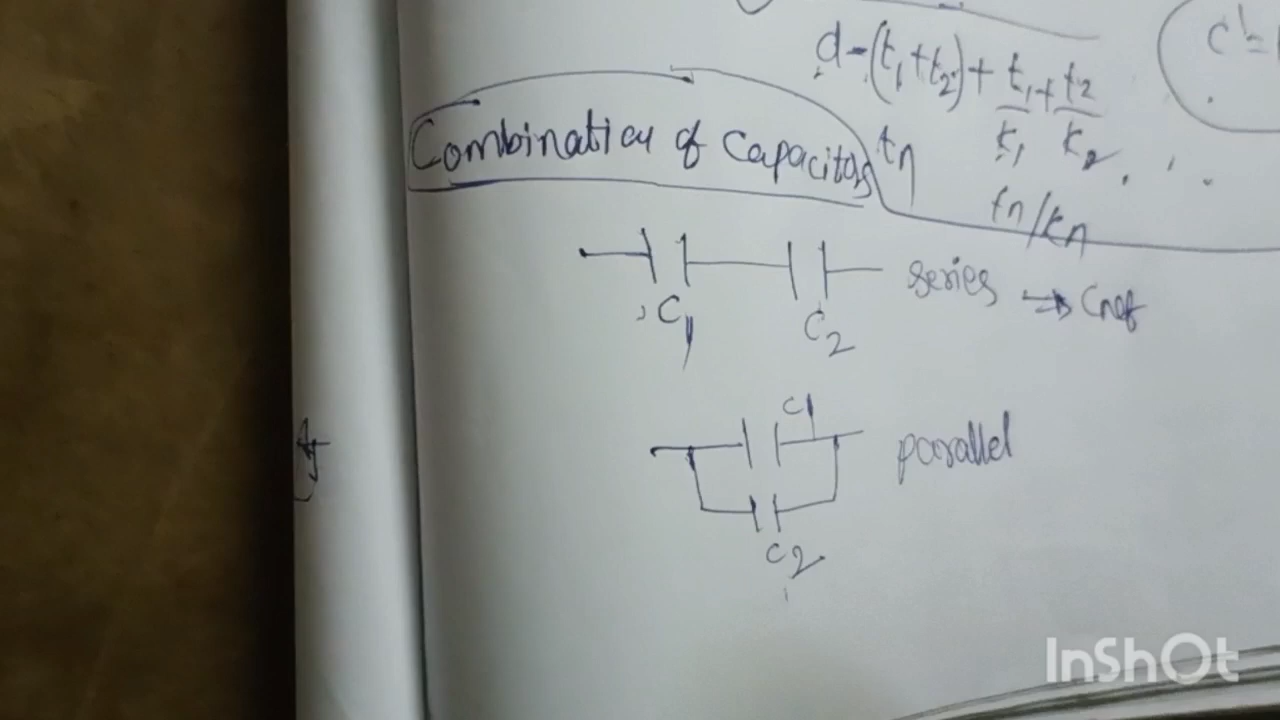 C'=
d-(t1+t2)+t1/k1+t2/k2 . . .
tn
tn/kn
Combination of Capacitors
series → Cnet
C1
C2
C1
parallel
C2
InShOt